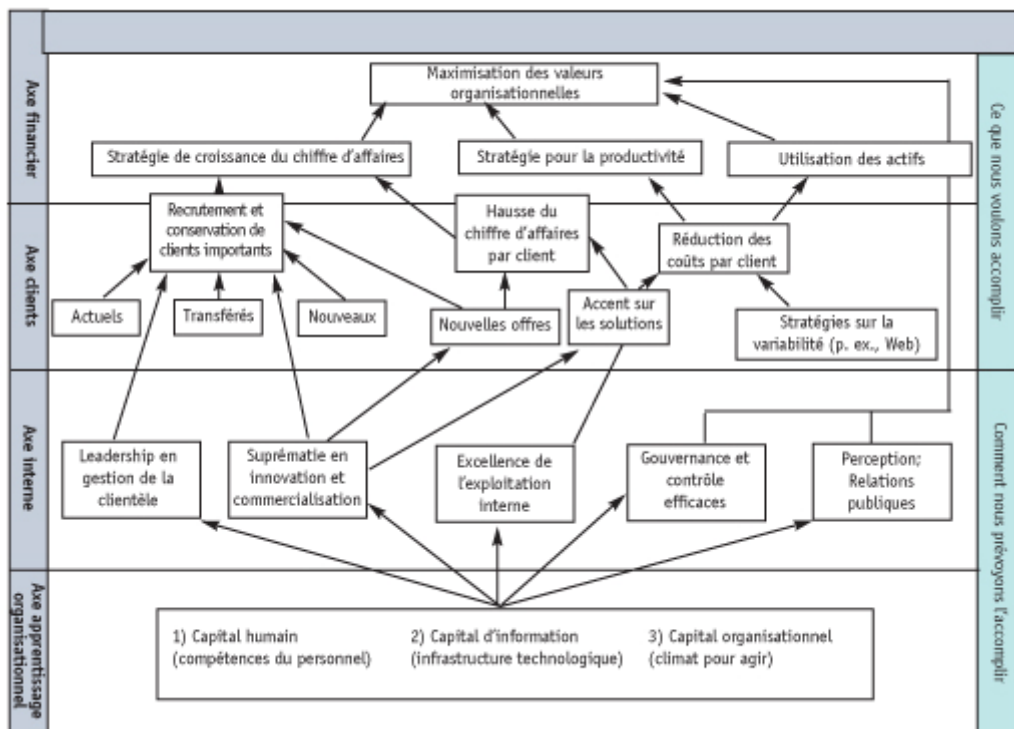 Axe financier
Maximisation des valeurs
organisationnelles
Stratégie de croissance du chiffre d'affaires
Stratégie pour la productivité
Utilisation des actifs
Ce que nous voulons accomplir
Axe clients
Recrutement et
conservation de
clients importants
Hausse du
chiffre d'affaires
par client
Réduction des
coûts par client
Actuels
Transférés
Nouveaux
Nouvelles offres
Accent sur
les solutions
Stratégies sur la
variabilité (p. ex., Web)
Axe interne
Leadership en
gestion de la
clientèle
Suprématie en
innovation et
commercialisation
Excellence de
l'exploitation
interne
Gouvernance et
contrôle
efficaces
Perception;
Relations
publiques
Comment nous prévoyons l'accomplir
Axe apprentissage
organisationnel
1) Capital humain
(compétences du personnel)
2) Capital d'information
(infrastructure technologique)
3) Capital organisationnel
(climat pour agir)